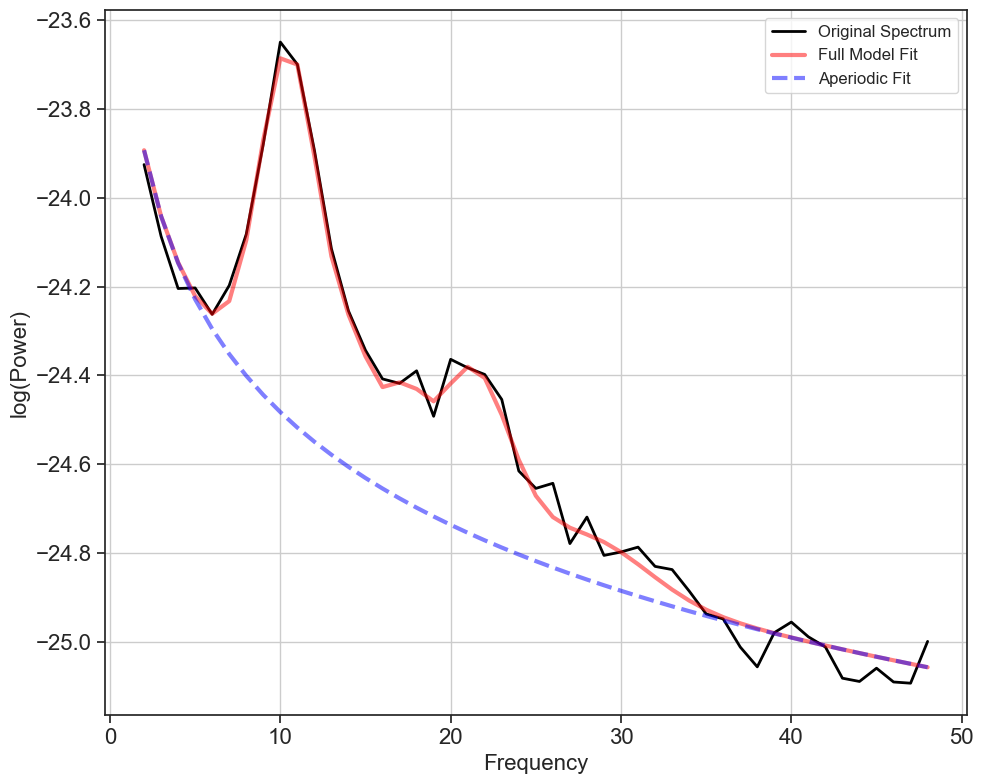 −23.6
−23.8
−24.0
−24.2
−24.4
−24.6
−24.8
−25.0
log(Power)
Original Spectrum
Full Model Fit
Aperiodic Fit
0 10 20 30 40 50
Frequency